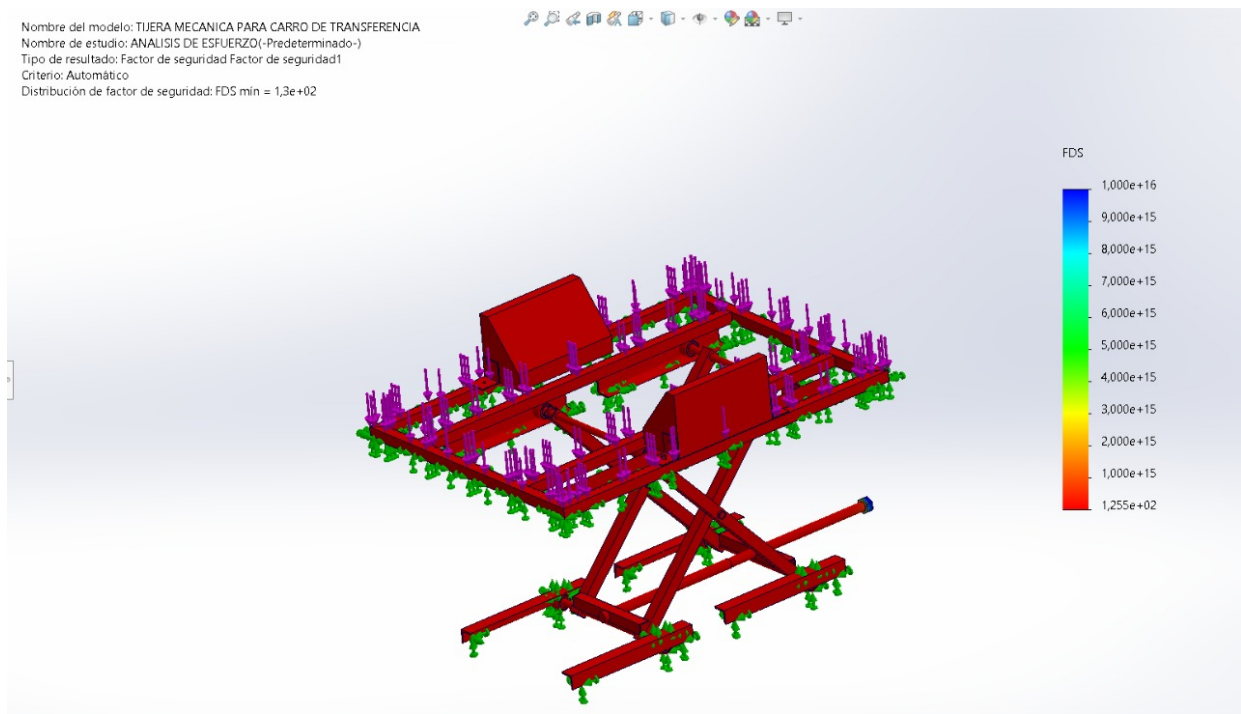 Nombre del modelo: TIJERA MECANICA PARA CARRO DE TRANSFERENCIA
Nombre de estudio: ANALISIS DE ESFUERZO(-Predeterminado-)
Tipo de resultado: Factor de seguridad Factor de seguridad1
Criterio: Automático
Distribución de factor de seguridad: FDS mín = 1,3e+02
FDS
1,000e+16
9,000e+15
8,000e+15
7,000e+15
6,000e+15
5,000e+15
4,000e+15
3,000e+15
2,000e+15
1,000e+15
1,255e+02